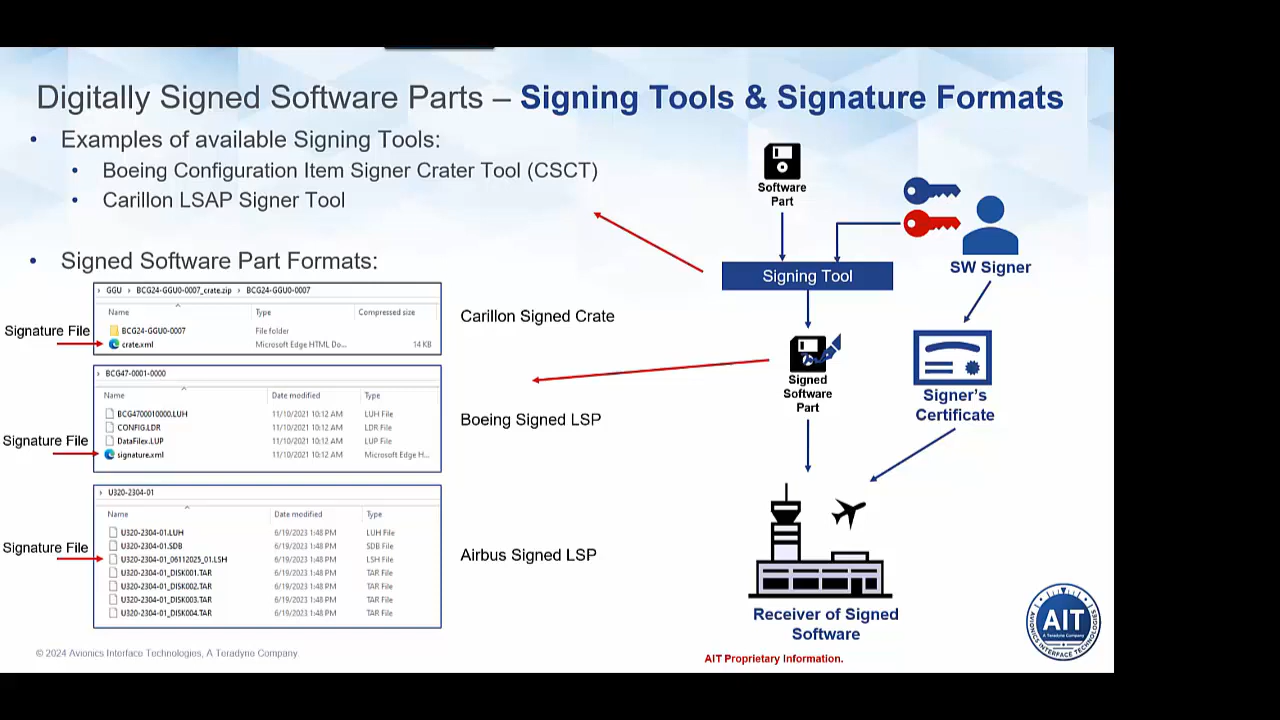 Digitally Signed Software Parts – Signing Tools & Signature Formats
• Examples of available Signing Tools:
• Boeing Configuration Item Signer Crater Tool (CSCT)
• Carillon LSAP Signer Tool
• Signed Software Part Formats:
› GGU › BCG24-GGU0-0007_crate.zip › BCG24-GGU0-0007
Name Type Compressed size
BCG24-GGU0-0007 File folder
crate.xml Microsoft Edge HTML Do... 14 KB
Signature File
Carillon Signed Crate
› BCG47-0001-0000
Name Date modified Type
BCG4700010000.LUH 11/10/2021 10:12 AM LUH File
CONFIG.LDR 11/10/2021 10:12 AM LDR File
DataFilex.LUP 11/10/2021 10:12 AM LUP File
signature.xml 11/10/2021 10:12 AM Microsoft Edge H...
Signature File
Boeing Signed LSP
› U320-2304-01
Name Date modified Type
U320-2304-01.LUH 6/19/2023 1:48 PM LUH File
U320-2304-01.SDB 6/19/2023 1:48 PM SDB File
U320-2304-01_06112025_01.LSH 6/19/2023 1:48 PM LSH File
U320-2304-01_DISK001.TAR 6/19/2023 1:48 PM TAR File
U320-2304-01_DISK002.TAR 6/19/2023 1:48 PM TAR File
U320-2304-01_DISK003.TAR 6/19/2023 1:48 PM TAR File
U320-2304-01_DISK004.TAR 6/19/2023 1:48 PM TAR File
Signature File
Airbus Signed LSP
Software
Part
Signing Tool
SW Signer
Signed
Software
Part
Signer's
Certificate
Receiver of Signed
Software
© 2024 Avionics Interface Technologies, A Teradyne Company.
AIT Proprietary Information.
AIT
A Teradyne Company
AVIONICS INTERFACE TECHNOLOGIES